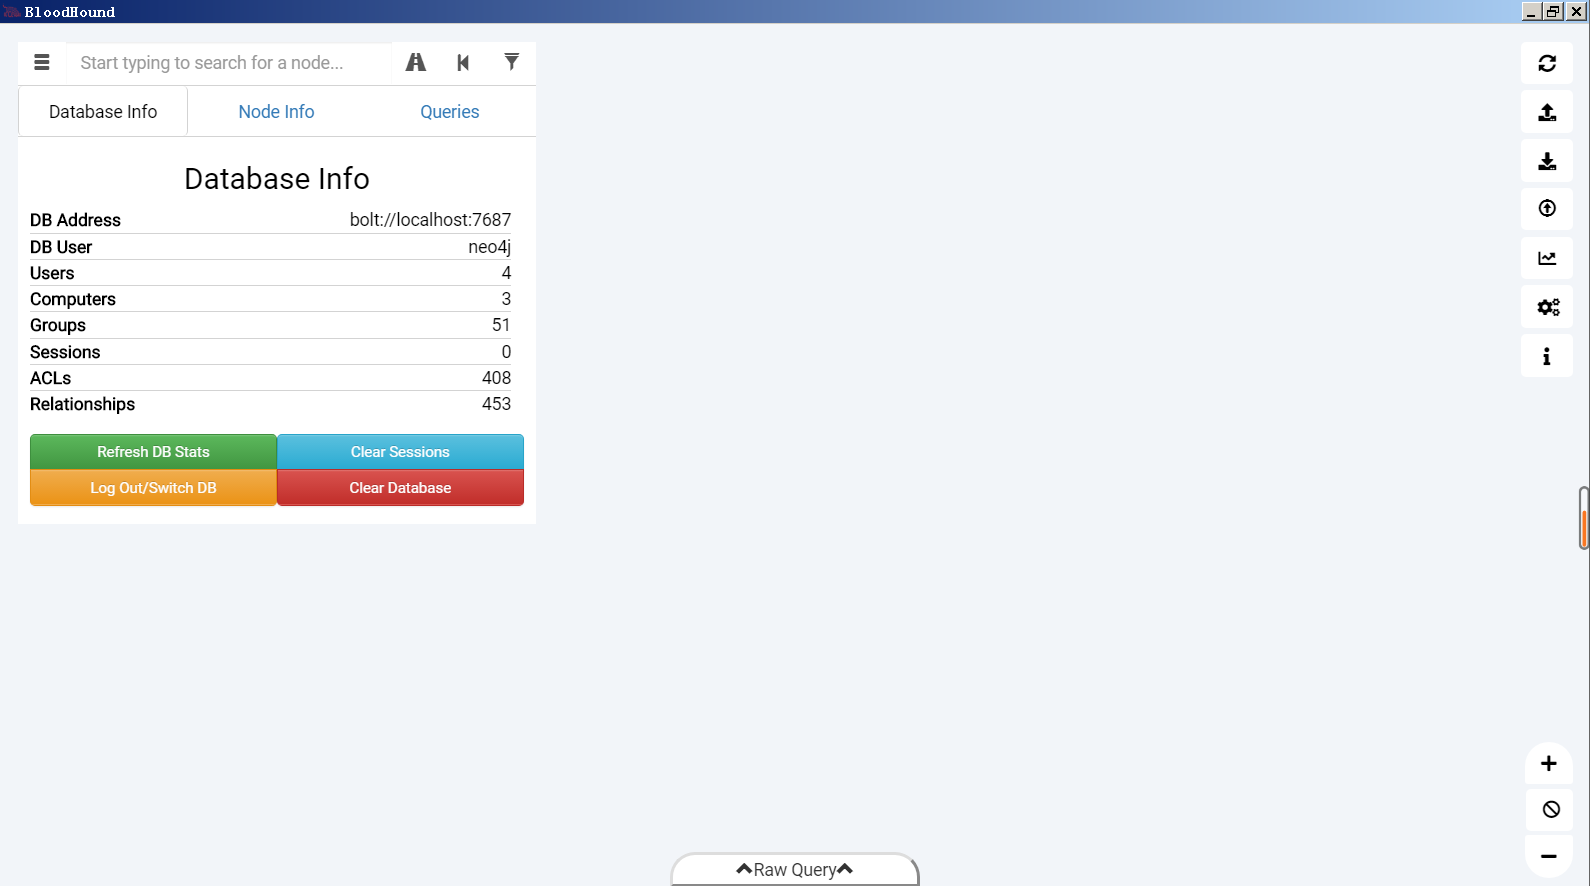 BloodHound
Start typing to search for a node...
Database Info Node Info Queries
Database Info
DB Address bolt://localhost:7687
DB User neo4j
Users 4
Computers 3
Groups 51
Sessions 0
ACLs 408
Relationships 453
Refresh DB Stats Clear Sessions
Log Out/Switch DB Clear Database
Raw Query